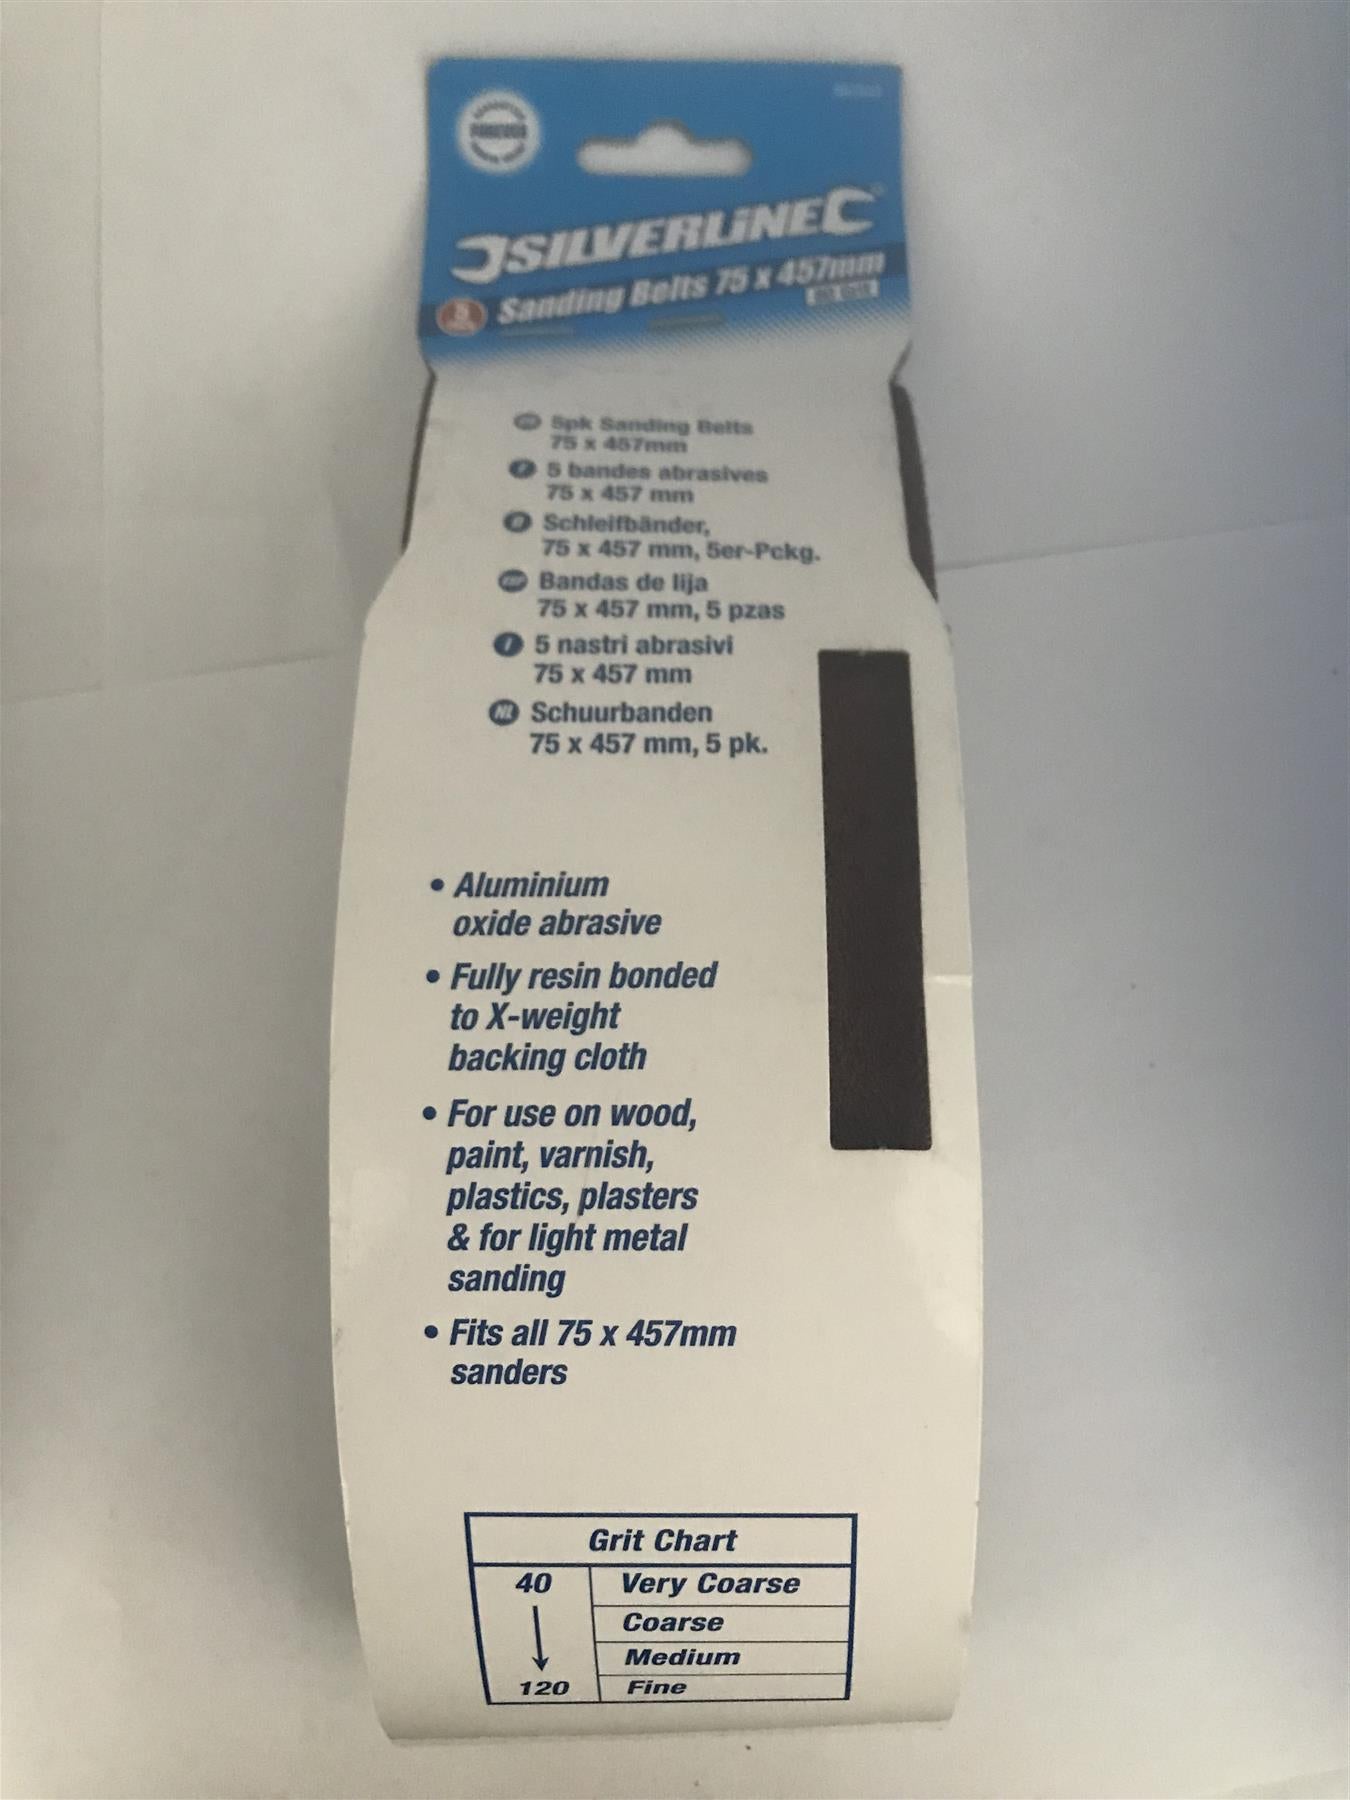 FOREVER
SILVERLINE
5
Sanding Belts 75 x 457mm
5pk Sanding Belts
75 x 457mm
F 5 bandes abrasives
75 x 457 mm
D Schleifbänder,
75 x 457 mm, 5er-Pckg.
ESP Bandas de lija
75 x 457 mm, 5 pzas
I 5 nastri abrasivi
75 x 457 mm
NL Schuurbanden
75 x 457 mm, 5 pk.
• Aluminium
oxide abrasive
• Fully resin bonded
to X-weight
backing cloth
• For use on wood,
paint, varnish,
plastics, plasters
& for light metal
sanding
• Fits all 75 x 457mm
sanders
Grit Chart
40 Very Coarse
Coarse
Medium
120 Fine